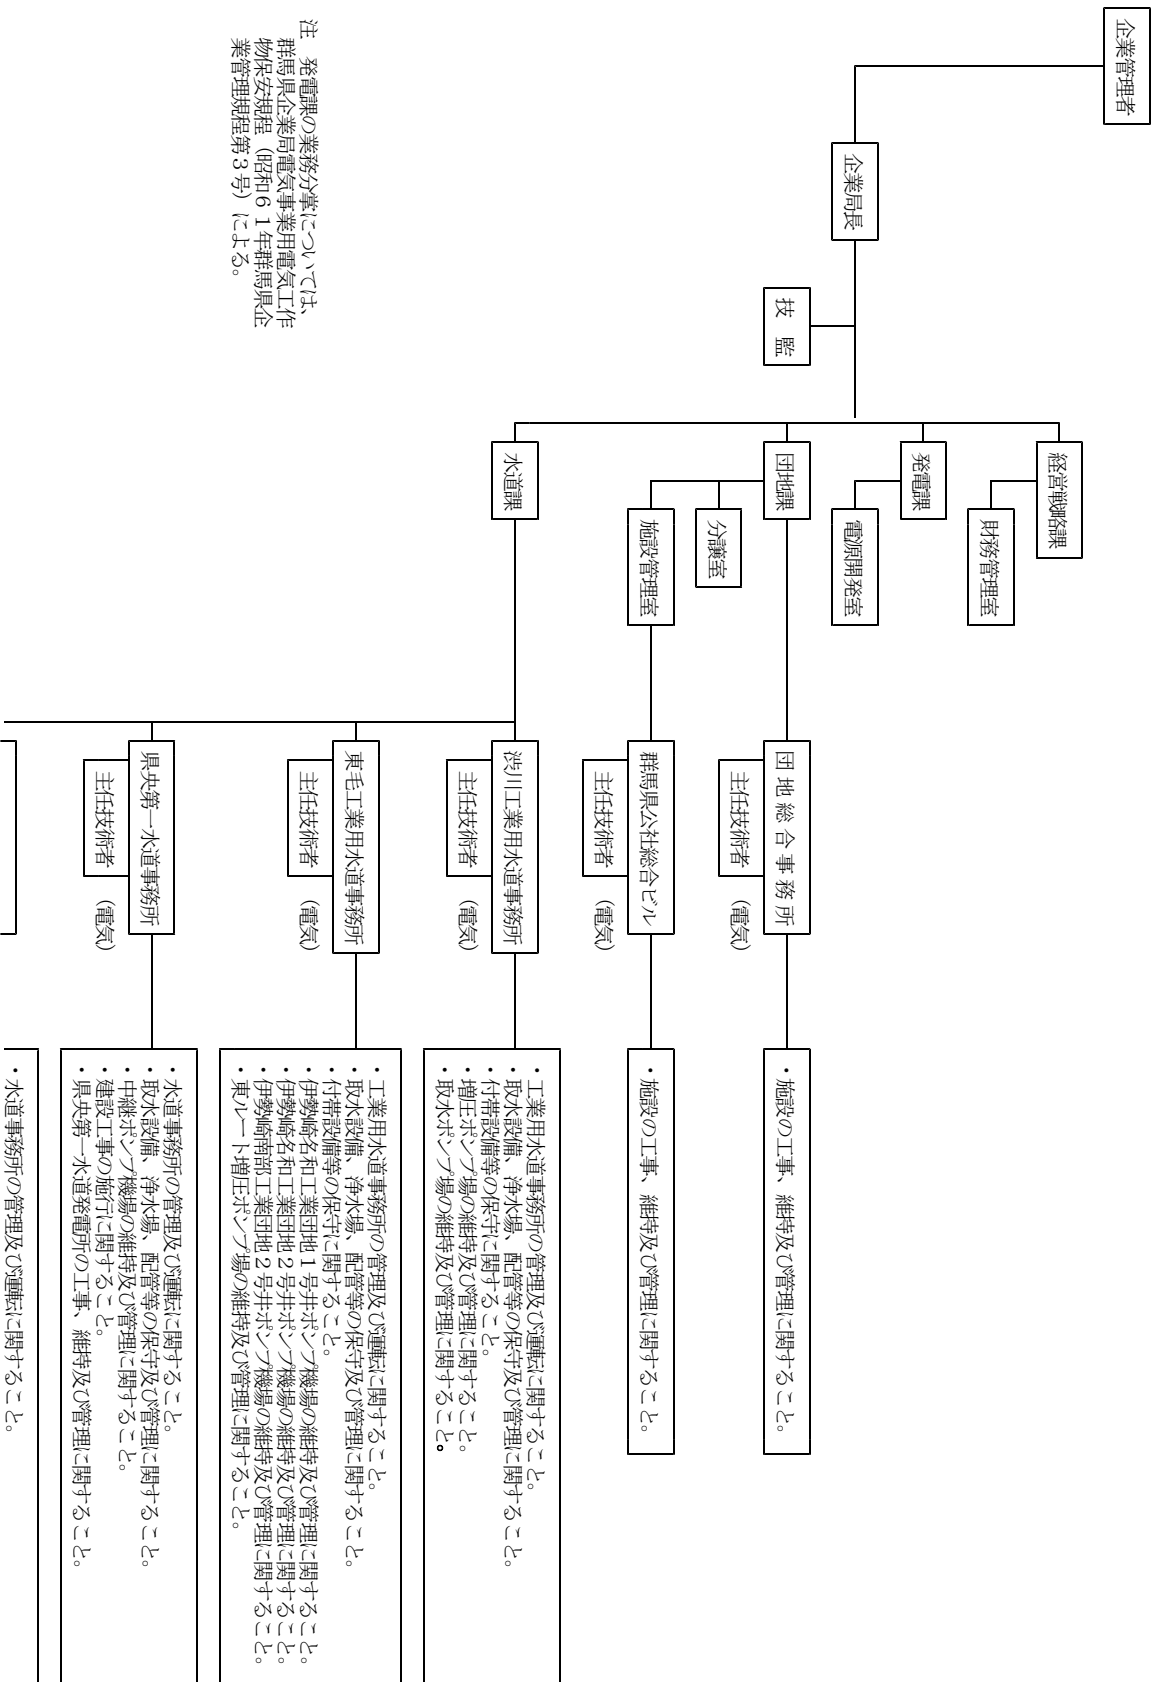 企業管理者
企業局長
技　監
経営戦略課
財務管理室
発電課
電源開発室
団地課
分譲室
施設管理室
水道課
団 地 総 合 事 務 所
主任技術者
（電気）
・施設の工事、維持及び管理に関すること。
群馬県公社総合ビル
主任技術者
（電気）
・施設の工事、維持及び管理に関すること。
渋川工業用水道事務所
主任技術者
（電気）
・工業用水道事務所の管理及び運転に関すること。
・取水設備、浄水場、配管等の保守及び管理に関すること。
・付帯設備等の保守に関すること。
・増圧ポンプ場の維持及び管理に関すること。
・取水ポンプ場の維持及び管理に関すること。
東毛工業用水道事務所
主任技術者
（電気）
・工業用水道事務所の管理及び運転に関すること。
・取水設備、浄水場、配管等の保守及び管理に関すること。
・付帯設備等の保守に関すること。
・伊勢崎名和工業団地１号井ポンプ機場の維持及び管理に関すること。
・伊勢崎名和工業団地２号井ポンプ機場の維持及び管理に関すること。
・伊勢崎南部工業団地２号井ポンプ機場の維持及び管理に関すること。
・東ルート増圧ポンプ場の維持及び管理に関すること。
県央第一水道事務所
主任技術者
（電気）
・水道事務所の管理及び運転に関すること。
・取水設備、浄水場、配管等の保守及び管理に関すること。
・中継ポンプ機場の維持及び管理に関すること。
・建設工事の施行に関すること。
・県央第一水道発電所の工事、維持及び管理に関すること。
・水道事務所の管理及び運転に関すること。
注　発電課の業務分掌については、
群馬県企業局電気事業用電気工作
物保安規程（昭和６１年群馬県企
業管理規程第３号）による。